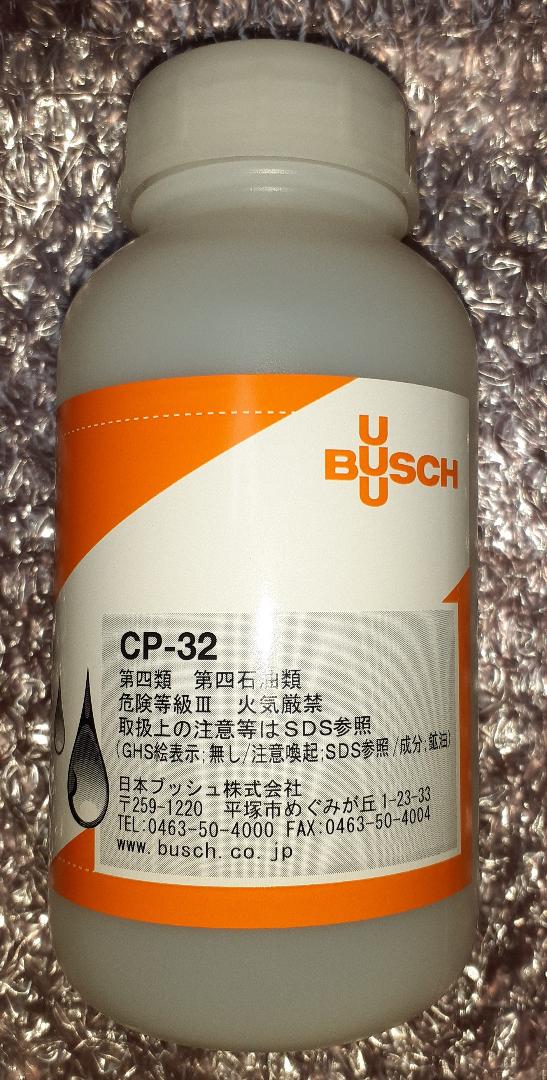 BUSCH
CP-32
第四類 第四石油類
危険等級Ⅲ 火気厳禁
取扱上の注意等はSDS参照
(GHS絵表示;無し/注意喚起;SDS参照/成分;鉱油)
日本ブッシュ株式会社
〒259-1220 平塚市めぐみが丘1-23-33
TEL:0463-50-4000 FAX:0463-50-4004
www.busch.co.jp